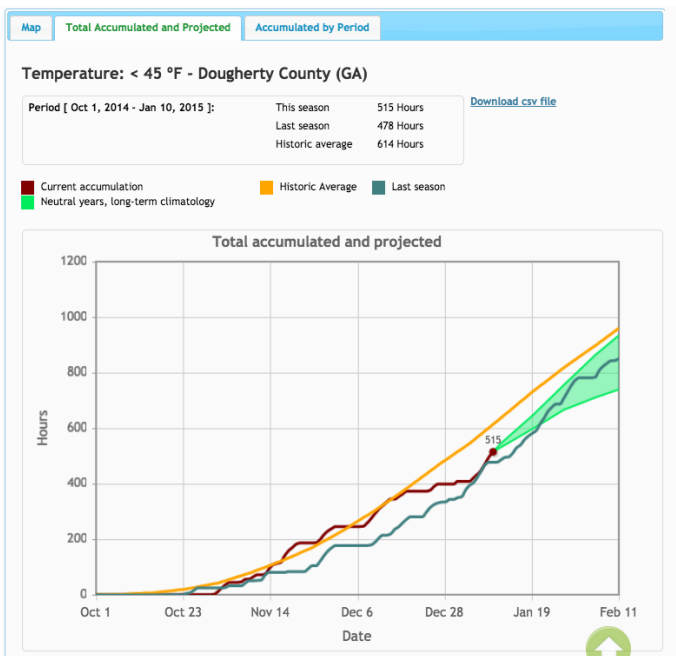 Map Total Accumulated and Projected Accumulated by Period
Temperature: < 45 ºF - Dougherty County (GA)
Period [ Oct 1, 2014 - Jan 10, 2015 ]: This season 515 Hours
Last season 478 Hours
Historic average 614 Hours
Download csv file
Current accumulation Historic Average Last season
Neutral years, long-term climatology
Total accumulated and projected
1200
1000
800
600
400
200
0
Hours
515
Oct 1 Oct 23 Nov 14 Dec 6 Dec 28 Jan 19 Feb 11
Date